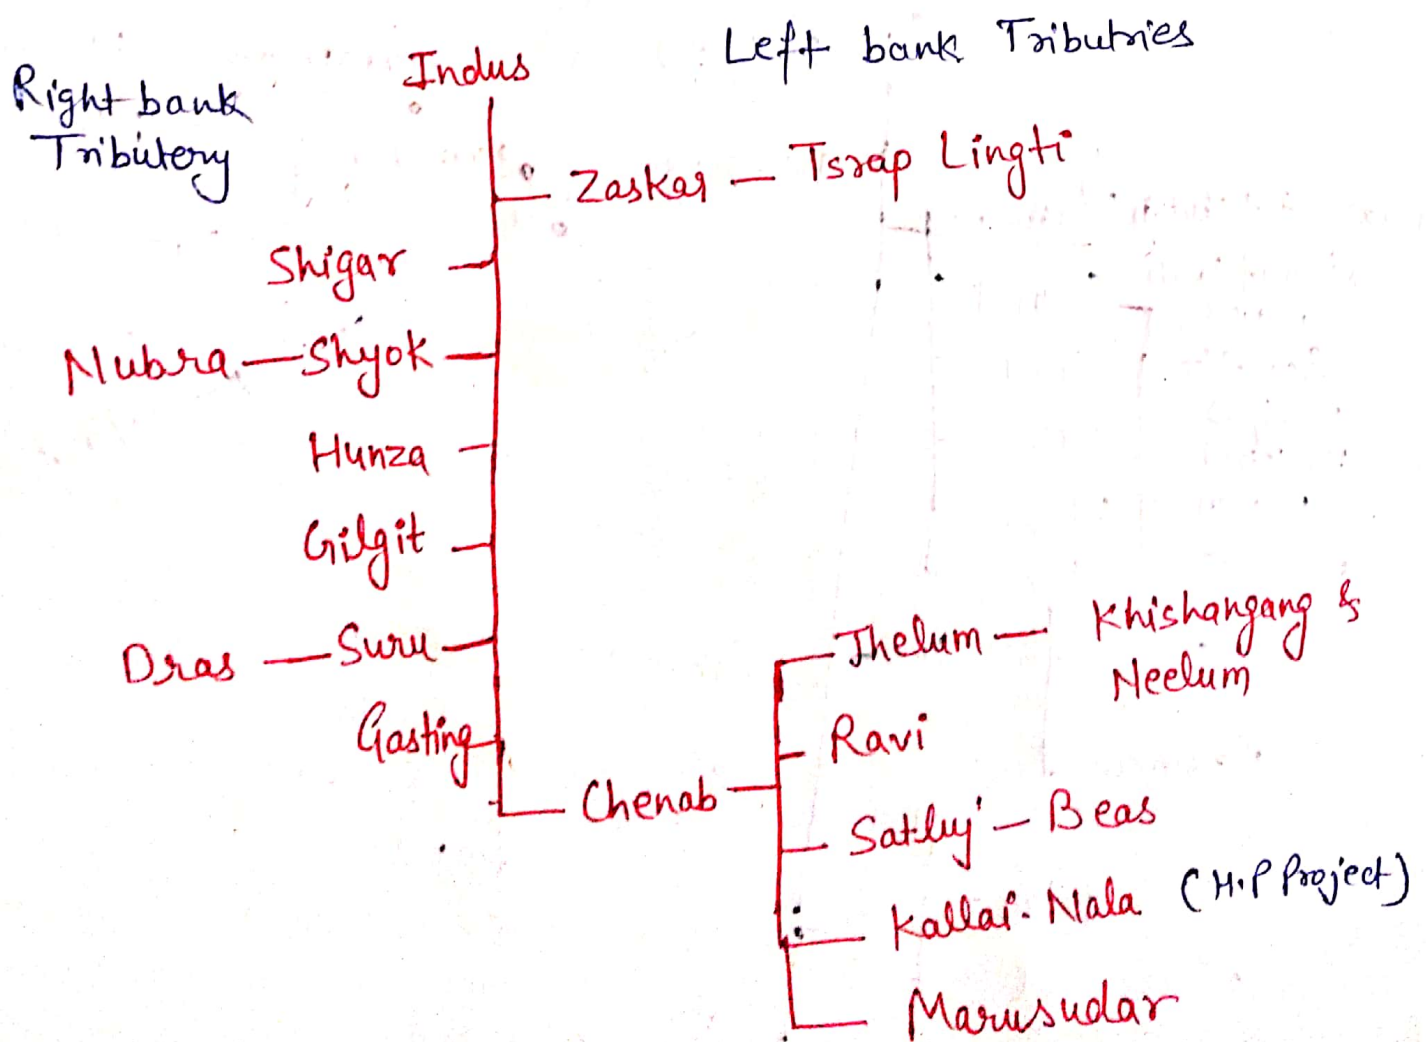 Left bank Tributries
Indus
Right bank
Tributery
Zaskar – Tsrap Lingti
Shigar
Nubra – Shyok
Hunza
Gilgit
Dras – Suru
Gasting
Jhelum – Khishangang &
Neelum
Ravi
Chenab
Satluj – Beas
Kallai-Nala (H.P Project)
Marusudar